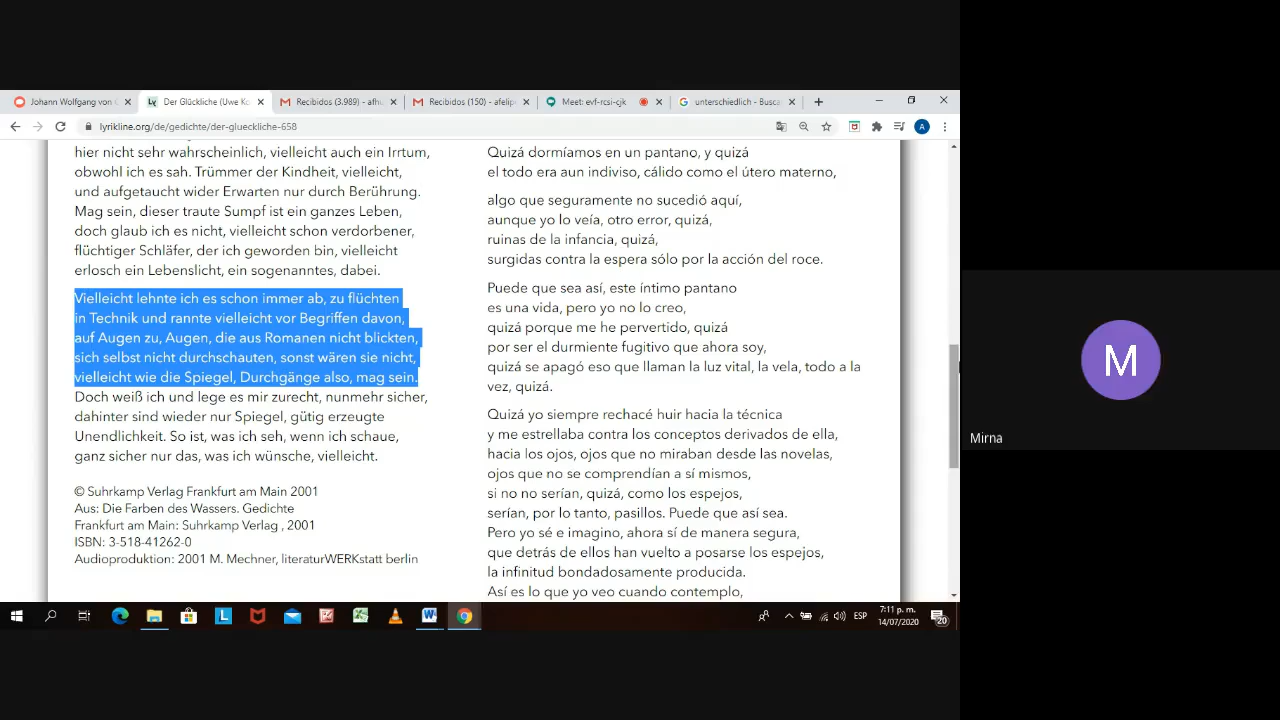 Johann Wolfgang von G
Der Glückliche (Uwe Ko
Recibidos (3.989) - afhu
Recibidos (150) - afelip
Meet: evf-rcsi-cjk
unterschiedlich - Busca
lyrikline.org/de/gedichte/der-glueckliche-658
hier nicht sehr wahrscheinlich, vielleicht auch ein Irrtum,
obwohl ich es sah. Trümmer der Kindheit, vielleicht,
und aufgetaucht wider Erwarten nur durch Berührung.
Mag sein, dieser traute Sumpf ist ein ganzes Leben,
doch glaub ich es nicht, vielleicht schon verdorbener,
flüchtiger Schläfer, der ich geworden bin, vielleicht
erlosch ein Lebenslicht, ein sogenanntes, dabei.
Vielleicht lehnte ich es schon immer ab, zu flüchten
in Technik und rannte vielleicht vor Begriffen davon,
auf Augen zu, Augen, die aus Romanen nicht blickten,
sich selbst nicht durchschauten, sonst wären sie nicht,
vielleicht wie die Spiegel, Durchgänge also, mag sein.
Doch weiß ich und lege es mir zurecht, nunmehr sicher,
dahinter sind wieder nur Spiegel, gütig erzeugte
Unendlichkeit. So ist, was ich seh, wenn ich schaue,
ganz sicher nur das, was ich wünsche, vielleicht.
© Suhrkamp Verlag Frankfurt am Main 2001
Aus: Die Farben des Wassers. Gedichte
Frankfurt am Main: Suhrkamp Verlag , 2001
ISBN: 3-518-41262-0
Audioproduktion: 2001 M. Mechner, literaturWERKstatt berlin
Quizá dormíamos en un pantano, y quizá
el todo era aun indiviso, cálido como el útero materno,
algo que seguramente no sucedió aquí,
aunque yo lo veía, otro error, quizá,
ruinas de la infancia, quizá,
surgidas contra la espera sólo por la acción del roce.
Puede que sea así, este íntimo pantano
es una vida, pero yo no lo creo,
quizá porque me he pervertido, quizá
por ser el durmiente fugitivo que ahora soy,
quizá se apagó eso que llaman la luz vital, la vela, todo a la
vez, quizá.
Quizá yo siempre rechacé huir hacia la técnica
y me estrellaba contra los conceptos derivados de ella,
hacia los ojos, ojos que no miraban desde las novelas,
ojos que no se comprendían a sí mismos,
si no no serían, quizá, como los espejos,
serían, por lo tanto, pasillos. Puede que así sea.
Pero yo sé e imagino, ahora sí de manera segura,
que detrás de ellos han vuelto a posarse los espejos,
la infinitud bondadosamente producida.
Así es lo que yo veo cuando contemplo,
M
Mirna
ESP
7:11 p. m.
14/07/2020
20